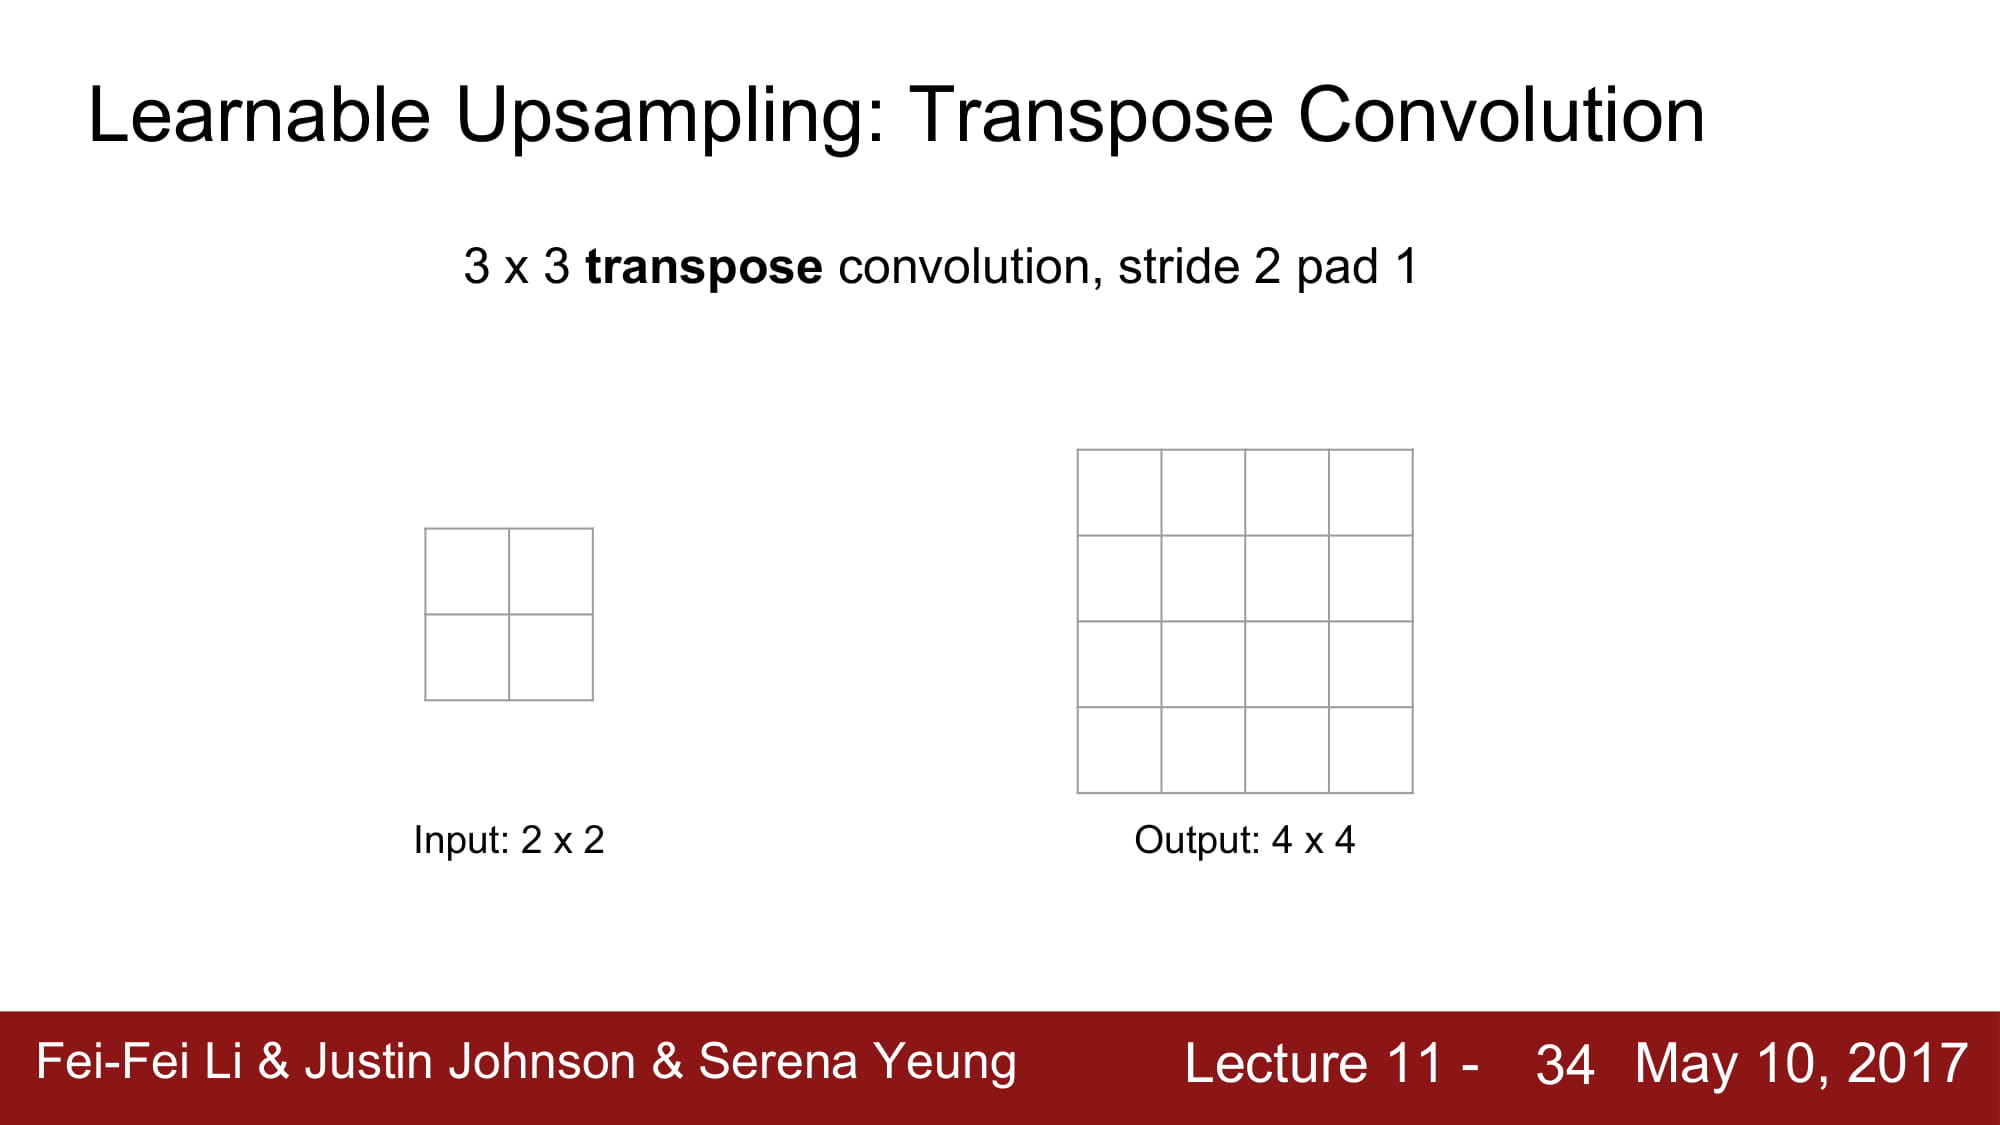 Learnable Upsampling: Transpose Convolution
3 x 3 transpose convolution, stride 2 pad 1
Input: 2 x 2
Output: 4 x 4
Fei-Fei Li & Justin Johnson & Serena Yeung
Lecture 11 - 34 May 10, 2017